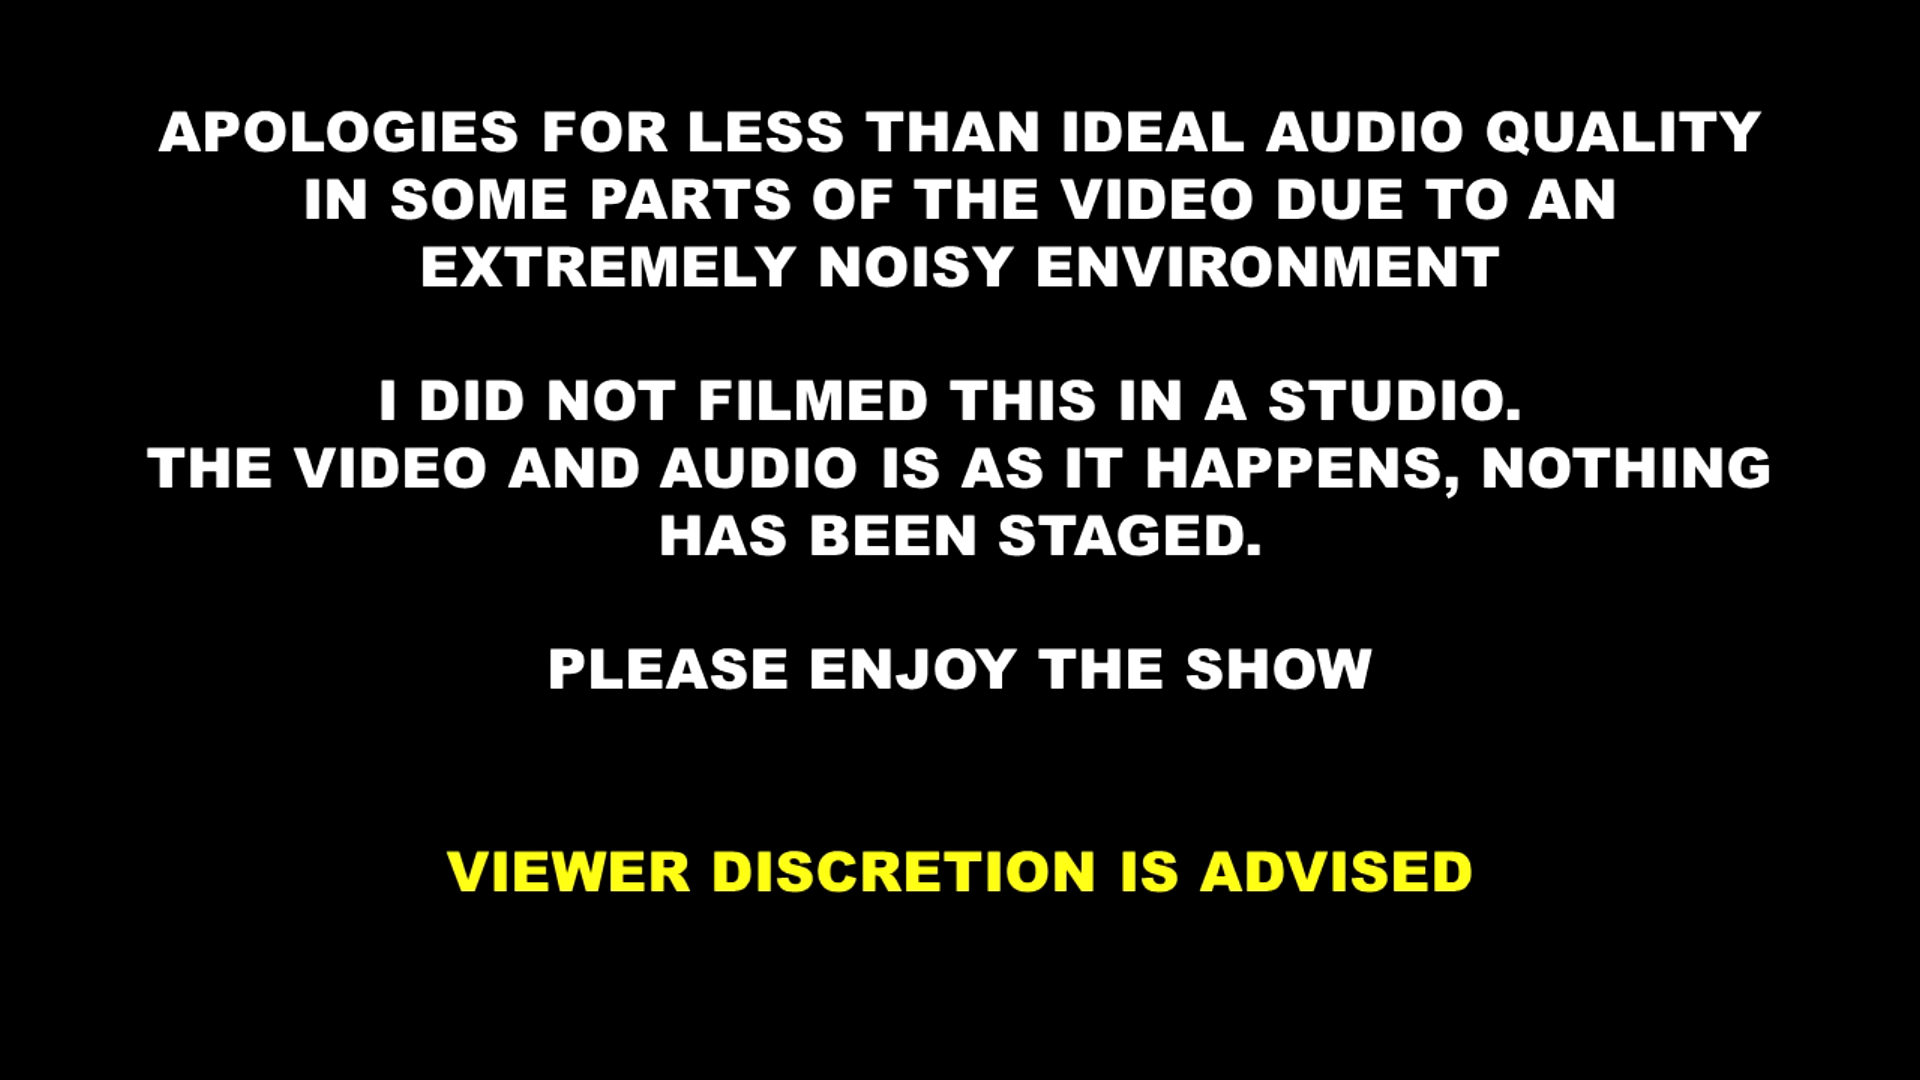 APOLOGIES FOR LESS THAN IDEAL AUDIO QUALITY
IN SOME PARTS OF THE VIDEO DUE TO AN
EXTREMELY NOISY ENVIRONMENT
I DID NOT FILMED THIS IN A STUDIO.
THE VIDEO AND AUDIO IS AS IT HAPPENS, NOTHING
HAS BEEN STAGED.
PLEASE ENJOY THE SHOW
VIEWER DISCRETION IS ADVISED